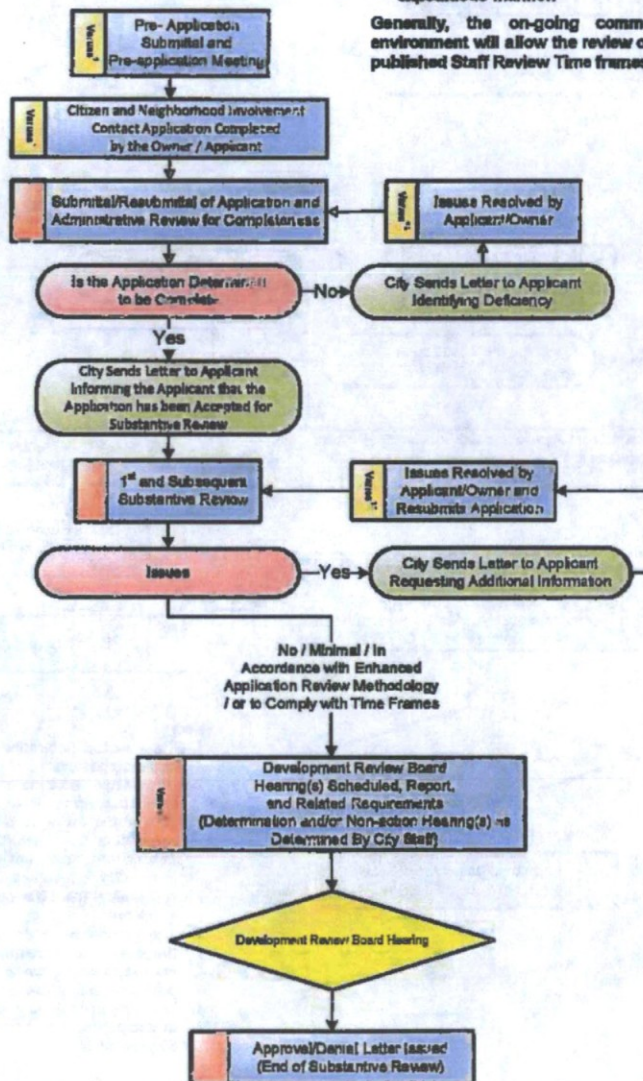 Generally, the on-going comm
environment will allow the review o
published Staff Review Time frame
Pre- Application
Submittal and
Pre-application Meeting
Citizen and Neighborhood Involvement
Contact Application Completed
by the Owner / Applicant
Submittal/Resubmittal of Application and
Administrative Review for Completeness
Issues Resolved by
Applicant/Owner
Is the Application Determined
to be Complete
No
City Sends Letter to Applicant
Identifying Deficiency
Yes
City Sends Letter to Applicant
Informing the Applicant that the
Application has been Accepted for
Substantive Review
1st and Subsequent
Substantive Review
Issues Resolved by
Applicant/Owner and
Resubmits Application
Issues
Yes
City Sends Letter to Applicant
Requesting Additional Information
No / Minimal / In
Accordance with Enhanced
Application Review Methodology
/ or to Comply with Time Frames
Development Review Board
Hearing(s) Scheduled, Report,
and Related Requirements
(Determination and/or Non-action Hearing(s) as
Determined By City Staff)
Development Review Board Hearing
Approval/Denial Letter Issued
(End of Substantive Review)